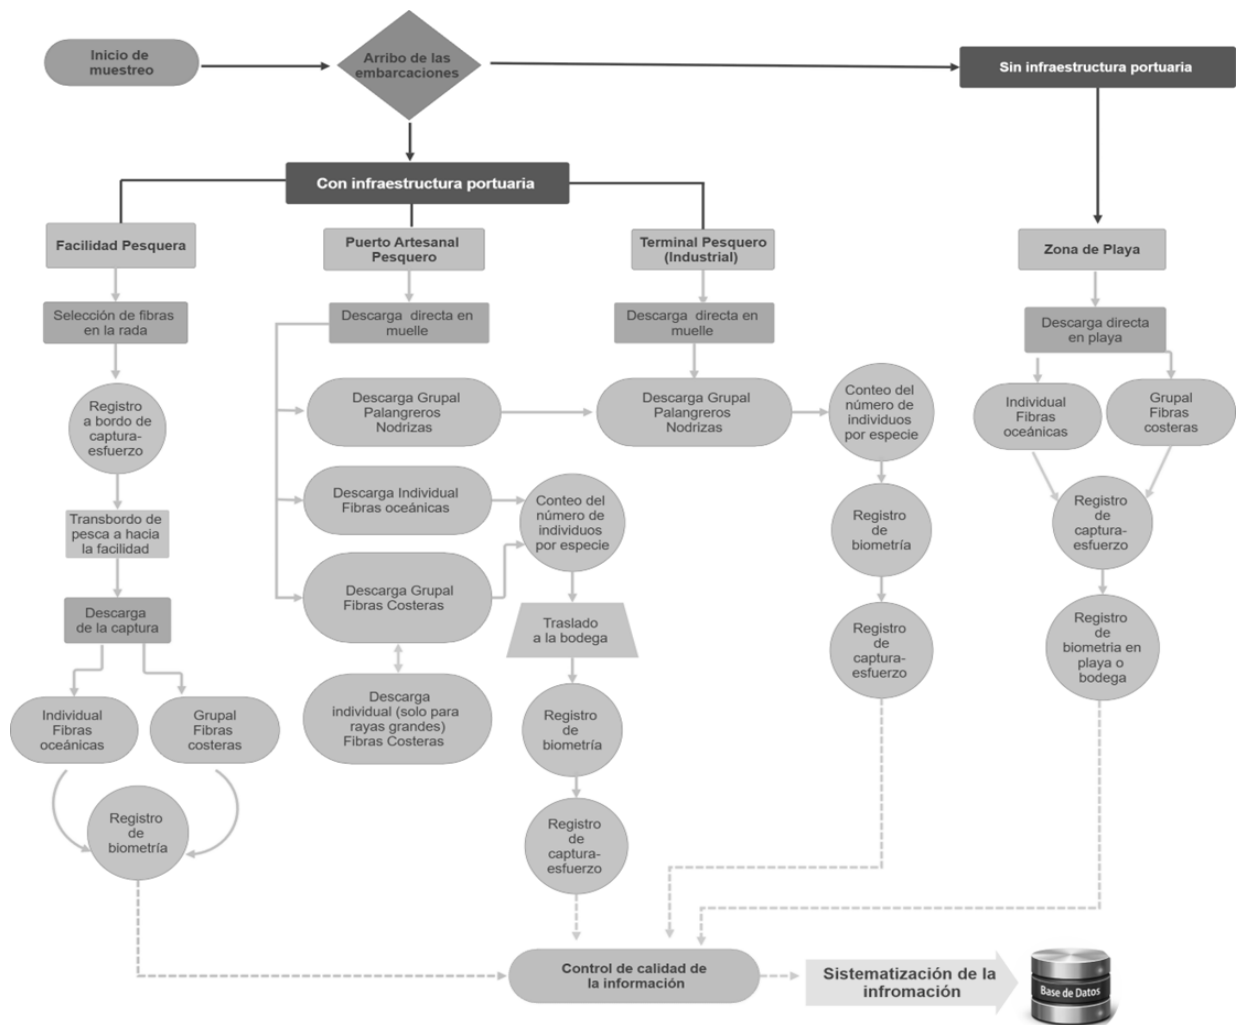 Inicio de
muestreo
Arribo de las
embarcaciones
Sin infraestructura portuaria
Con infraestructura portuaria
Facilidad Pesquera
Puerto Artesanal
Pesquero
Terminal Pesquero
(Industrial)
Zona de Playa
Selección de fibras
en la rada
Descarga directa en
muelle
Descarga directa en
muelle
Descarga directa
en playa
Registro
a bordo de
captura-
esfuerzo
Descarga Grupal
Palangreros
Nodrizas
Descarga Grupal
Palangreros
Nodrizas
Conteo del
número de
individuos
por especie
Individual
Fibras
oceánicas
Grupal
Fibras
costeras
Transbordo de
pesca a hacia
la facilidad
Descarga Individual
Fibras oceánicas
Conteo del
número de
individuos
por especie
Registro
de
biometría
Registro
de
captura-
esfuerzo
Descarga
de la captura
Descarga Grupal
Fibras Costeras
Traslado
a la bodega
Registro
de
captura-
esfuerzo
Registro
de
biometria en
playa o
bodega
Individual
Fibras
oceánicas
Grupal
Fibras
costeras
Descarga
individual (solo para
rayas grandes)
Fibras Costeras
Registro
de
biometría
Registro
de
biometría
Registro
de
captura-
esfuerzo
Control de calidad de
la información
Sistematización de la
infromación
Base de Datos